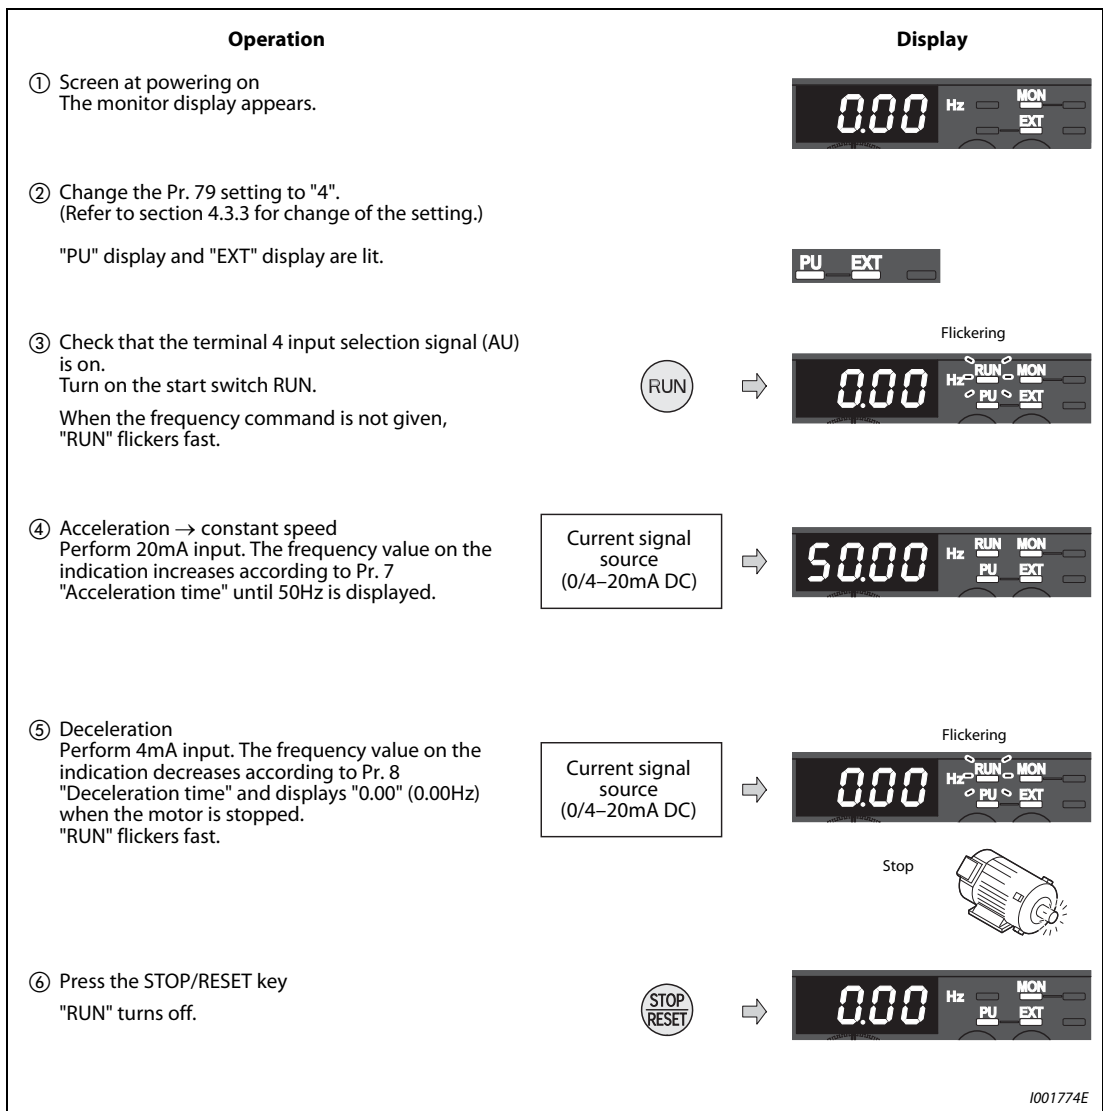 Operation
Display
① Screen at powering on
The monitor display appears.
0.00 Hz MON
EXT
② Change the Pr. 79 setting to "4".
(Refer to section 4.3.3 for change of the setting.)
"PU" display and "EXT" display are lit.
PU EXT
Flickering
③ Check that the terminal 4 input selection signal (AU)
is on.
Turn on the start switch RUN.
When the frequency command is not given,
"RUN" flickers fast.
RUN
0.00 Hz RUN MON
PU EXT
④ Acceleration → constant speed
Perform 20mA input. The frequency value on the
indication increases according to Pr. 7
"Acceleration time" until 50Hz is displayed.
Current signal
source
(0/4–20mA DC)
50.00 Hz RUN MON
PU EXT
⑤ Deceleration
Perform 4mA input. The frequency value on the
indication decreases according to Pr. 8
"Deceleration time" and displays "0.00" (0.00Hz)
when the motor is stopped.
"RUN" flickers fast.
Current signal
source
(0/4–20mA DC)
Flickering
0.00 Hz RUN MON
PU EXT
Stop
⑥ Press the STOP/RESET key
"RUN" turns off.
STOP
RESET
0.00 Hz MON
PU EXT
I001774E